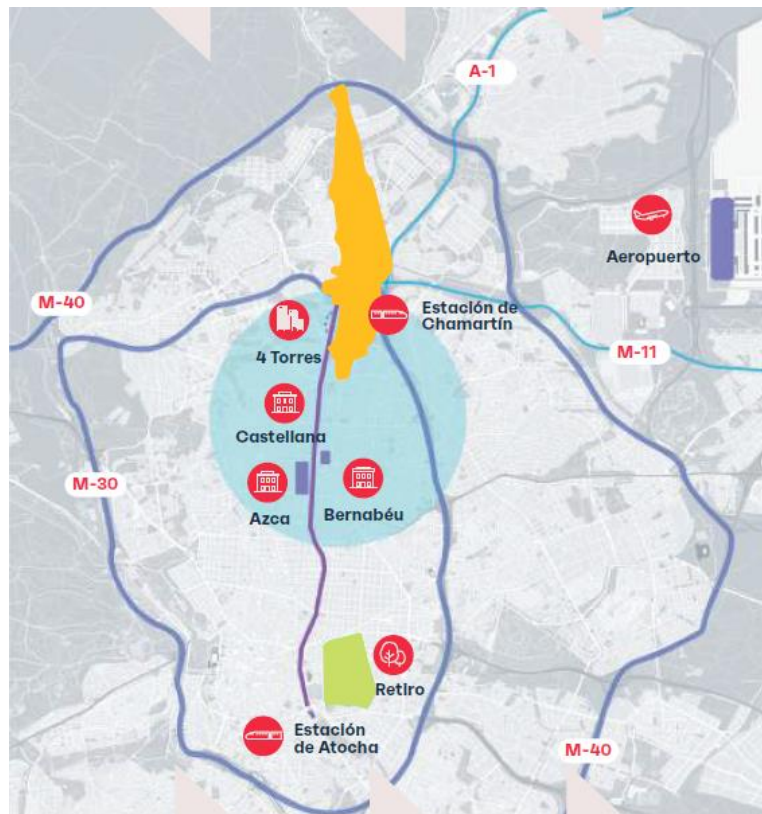 A-1
Aeropuerto
M-40
Estación de
Chamartín
4 Torres
M-11
Castellana
M-30
Azca
Bernabéu
Retiro
Estación
de Atocha
M-40